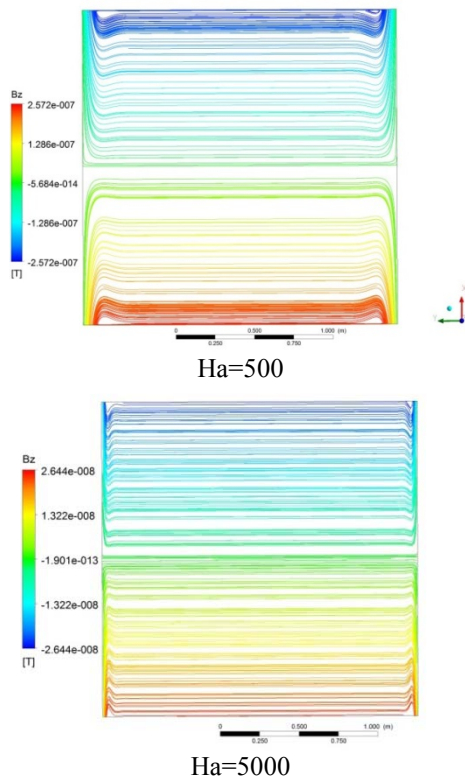 Bz
2.572e-007
1.286e-007
-5.684e-014
-1.286e-007
-2.572e-007
[T]
0 0.500 1.000 (m)
0.250 0.750
Ha=500
Bz
2.644e-008
1.322e-008
-1.901e-013
-1.322e-008
-2.644e-008
[T]
0 0.500 1.000 (m)
0.250 0.750
Ha=5000